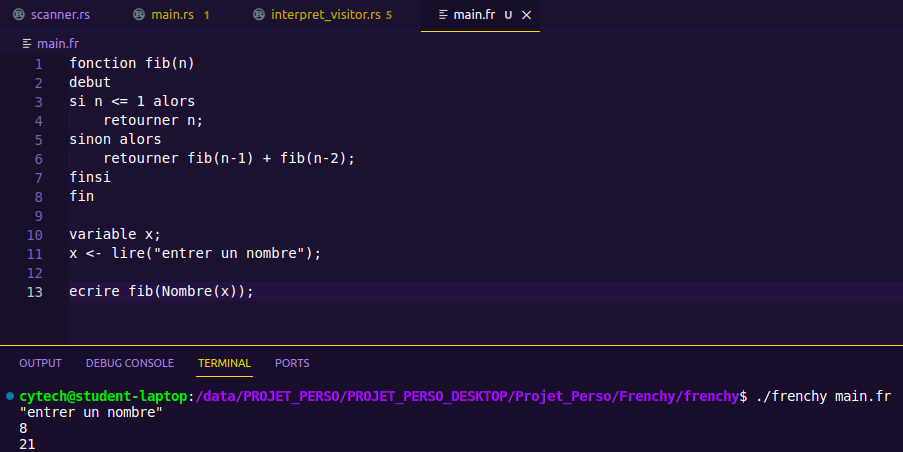 scanner.rs main.rs 1 interpret_visitor.rs 5 main.fr U
main.fr
1 fonction fib(n)
2 debut
3 si n <= 1 alors
4 retourner n;
5 sinon alors
6 retourner fib(n-1) + fib(n-2);
7 finsi
8 fin
9
10 variable x;
11 x <- lire("entrer un nombre");
12
13 ecrire fib(Nombre(x));
OUTPUT DEBUG CONSOLE TERMINAL PORTS
cytech@student-laptop:/data/PROJET_PERSO/PROJET_PERSO_DESKTOP/Projet_Perso/Frenchy/frenchy$ ./frenchy main.fr
"entrer un nombre"
8
21